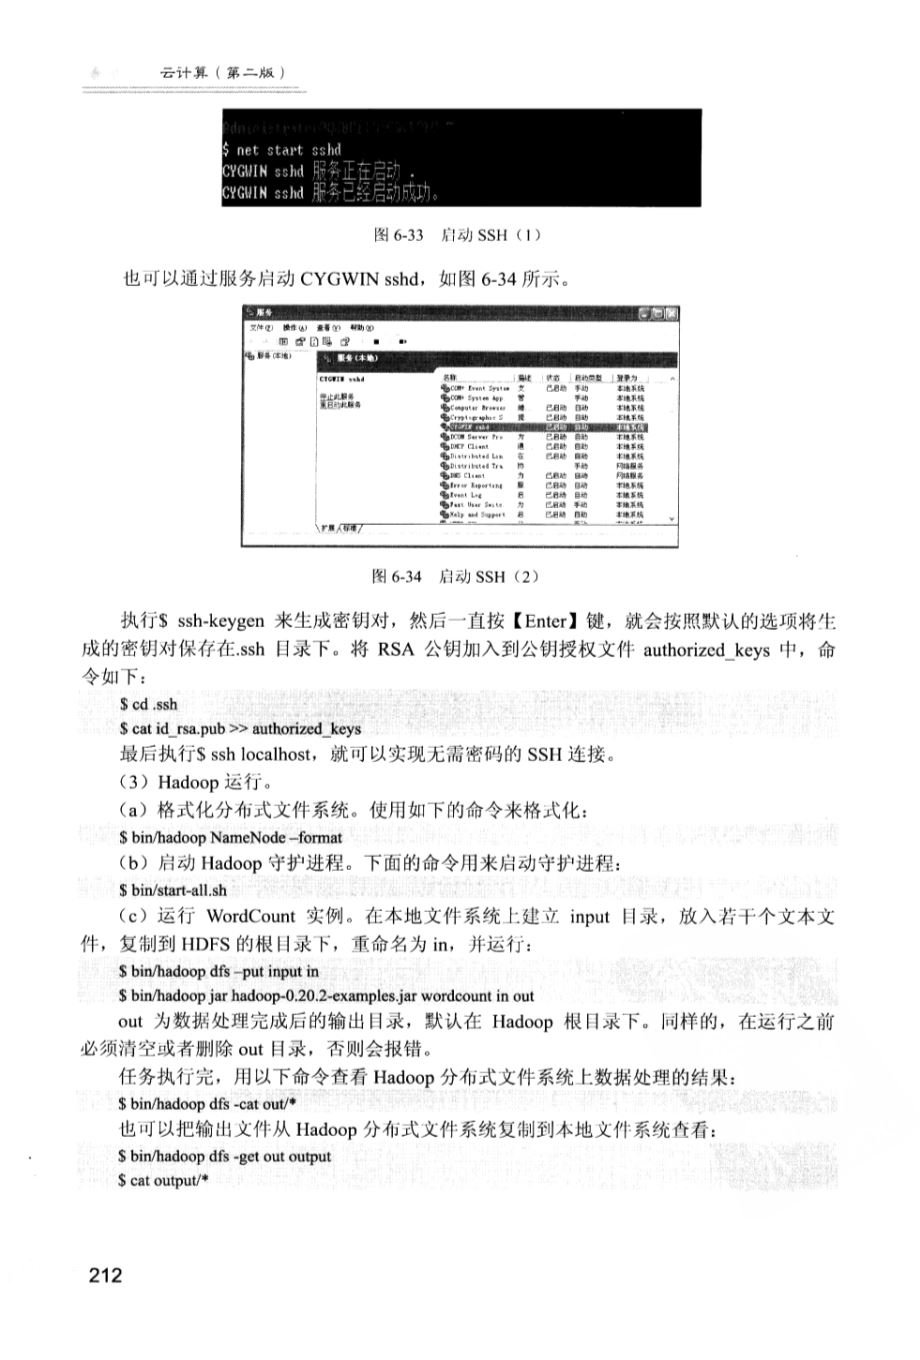 云计算（第二版）
$ net start sshd
CYGWIN sshd 服务正在启动 .
CYGWIN sshd 服务已经启动成功。
图 6-33 启动 SSH（1）
也可以通过服务启动 CYGWIN sshd，如图 6-34 所示。
服务
文件(F) 操作(A) 查看(V) 帮助(H)
服务(本地)
服务(本地)
CYGWIN sshd
停止此服务
重启动此服务
名称 描述 状态 启动类型 登录为
COM+ Event System 支 已启动 手动 本地系统
COM+ System App 管 手动 本地系统
Computer Browser 维 已启动 自动 本地系统
Cryptographic S 提 已启动 自动 本地系统
CYGWIN sshd 已启动 自动 本地系统
DCOM Server Pro 为 已启动 自动 本地系统
DHCP Client 通 已启动 自动 本地系统
Distributed Lin 在 已启动 自动 本地系统
Distributed Tra 协 手动 网络服务
DNS Client 为 已启动 自动 网络服务
Error Reporting 服 已启动 自动 本地系统
Event Log 启 已启动 自动 本地系统
Fast User Switc 为 已启动 手动 本地系统
Help and Support 启 已启动 自动 本地系统
扩展 标准
图 6-34 启动 SSH（2）
执行$ ssh-keygen 来生成密钥对，然后一直按【Enter】键，就会按照默认的选项将生
成的密钥对保存在.ssh 目录下。将 RSA 公钥加入到公钥授权文件 authorized_keys 中，命
令如下：
$ cd .ssh
$ cat id_rsa.pub >> authorized_keys
最后执行$ ssh localhost，就可以实现无需密码的 SSH 连接。
（3）Hadoop 运行。
（a）格式化分布式文件系统。使用如下的命令来格式化：
$ bin/hadoop NameNode –format
（b）启动 Hadoop 守护进程。下面的命令用来启动守护进程：
$ bin/start-all.sh
（c）运行 WordCount 实例。在本地文件系统上建立 input 目录，放入若干个文本文
件，复制到 HDFS 的根目录下，重命名为 in，并运行：
$ bin/hadoop dfs –put input in
$ bin/hadoop jar hadoop-0.20.2-examples.jar wordcount in out
out 为数据处理完成后的输出目录，默认在 Hadoop 根目录下。同样的，在运行之前
必须清空或者删除 out 目录，否则会报错。
任务执行完，用以下命令查看 Hadoop 分布式文件系统上数据处理的结果：
$ bin/hadoop dfs -cat out/*
也可以把输出文件从 Hadoop 分布式文件系统复制到本地文件系统查看：
$ bin/hadoop dfs -get out output
$ cat output/*
212